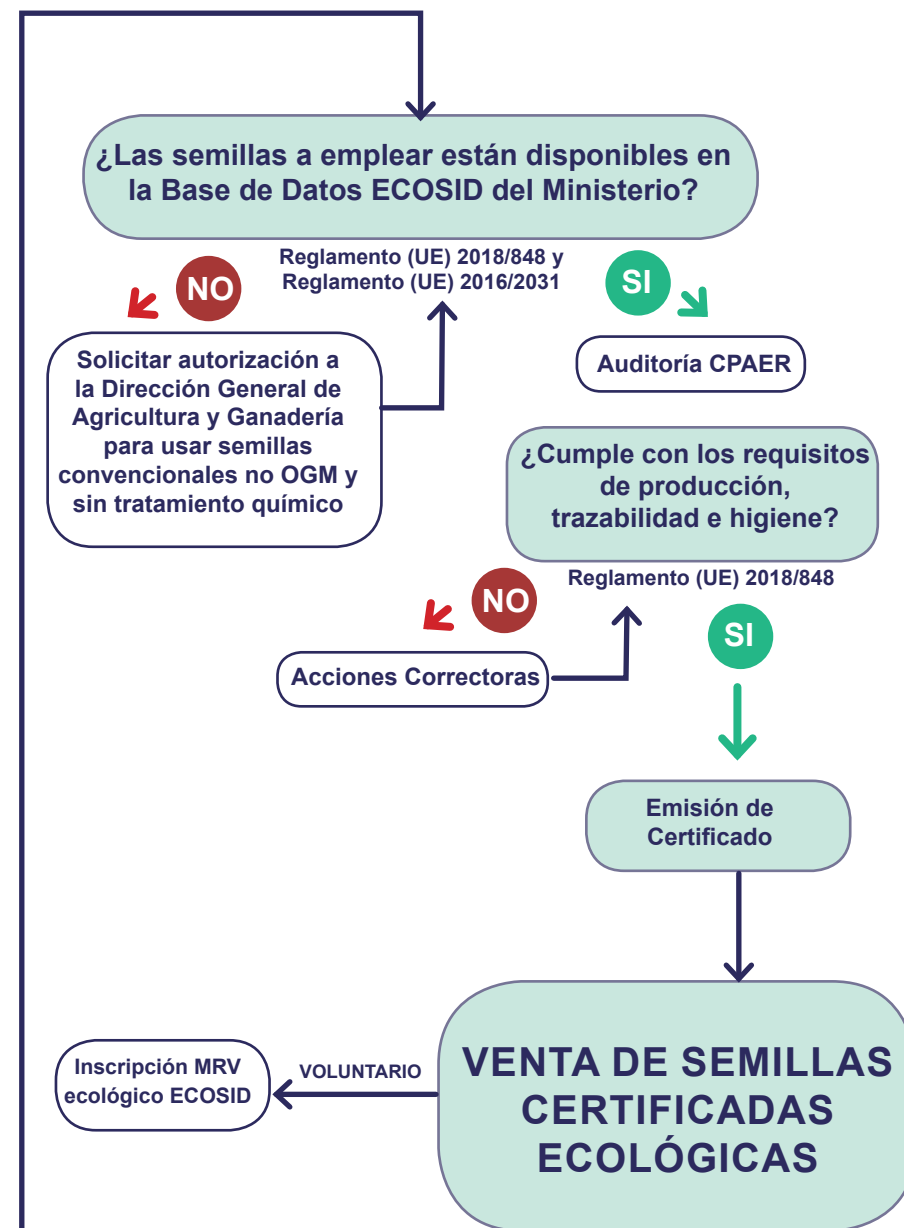 ¿Las semillas a emplear están disponibles en
la Base de Datos ECOSID del Ministerio?
Reglamento (UE) 2018/848 y
Reglamento (UE) 2016/2031
NO
SI
Solicitar autorización a
la Dirección General de
Agricultura y Ganadería
para usar semillas
convencionales no OGM y
sin tratamiento químico
Auditoría CPAER
¿Cumple con los requisitos
de producción,
trazabilidad e higiene?
Reglamento (UE) 2018/848
NO
SI
Acciones Correctoras
Emisión de
Certificado
VENTA DE SEMILLAS
CERTIFICADAS
ECOLÓGICAS
VOLUNTARIO
Inscripción MRV
ecológico ECOSID